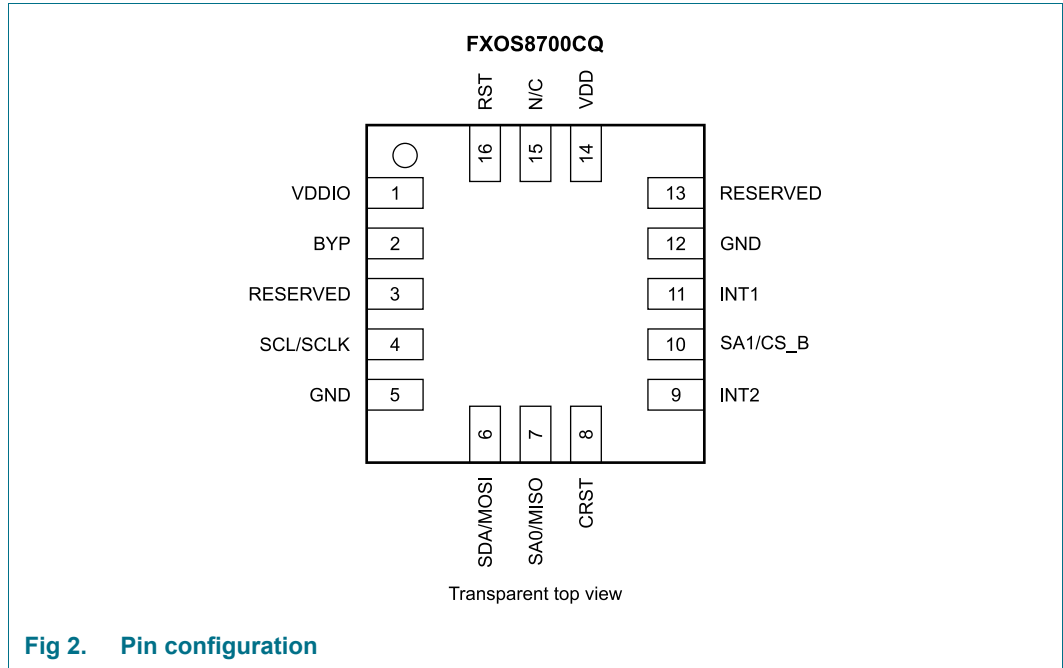 FXOS8700CQ
RST N/C VDD
16 15 14
VDDIO 1 13 RESERVED
BYP 2 12 GND
RESERVED 3 11 INT1
SCL/SCLK 4 10 SA1/CS_B
GND 5 9 INT2
6 7 8
SDA/MOSI SA0/MISO CRST
Transparent top view
Fig 2. Pin configuration